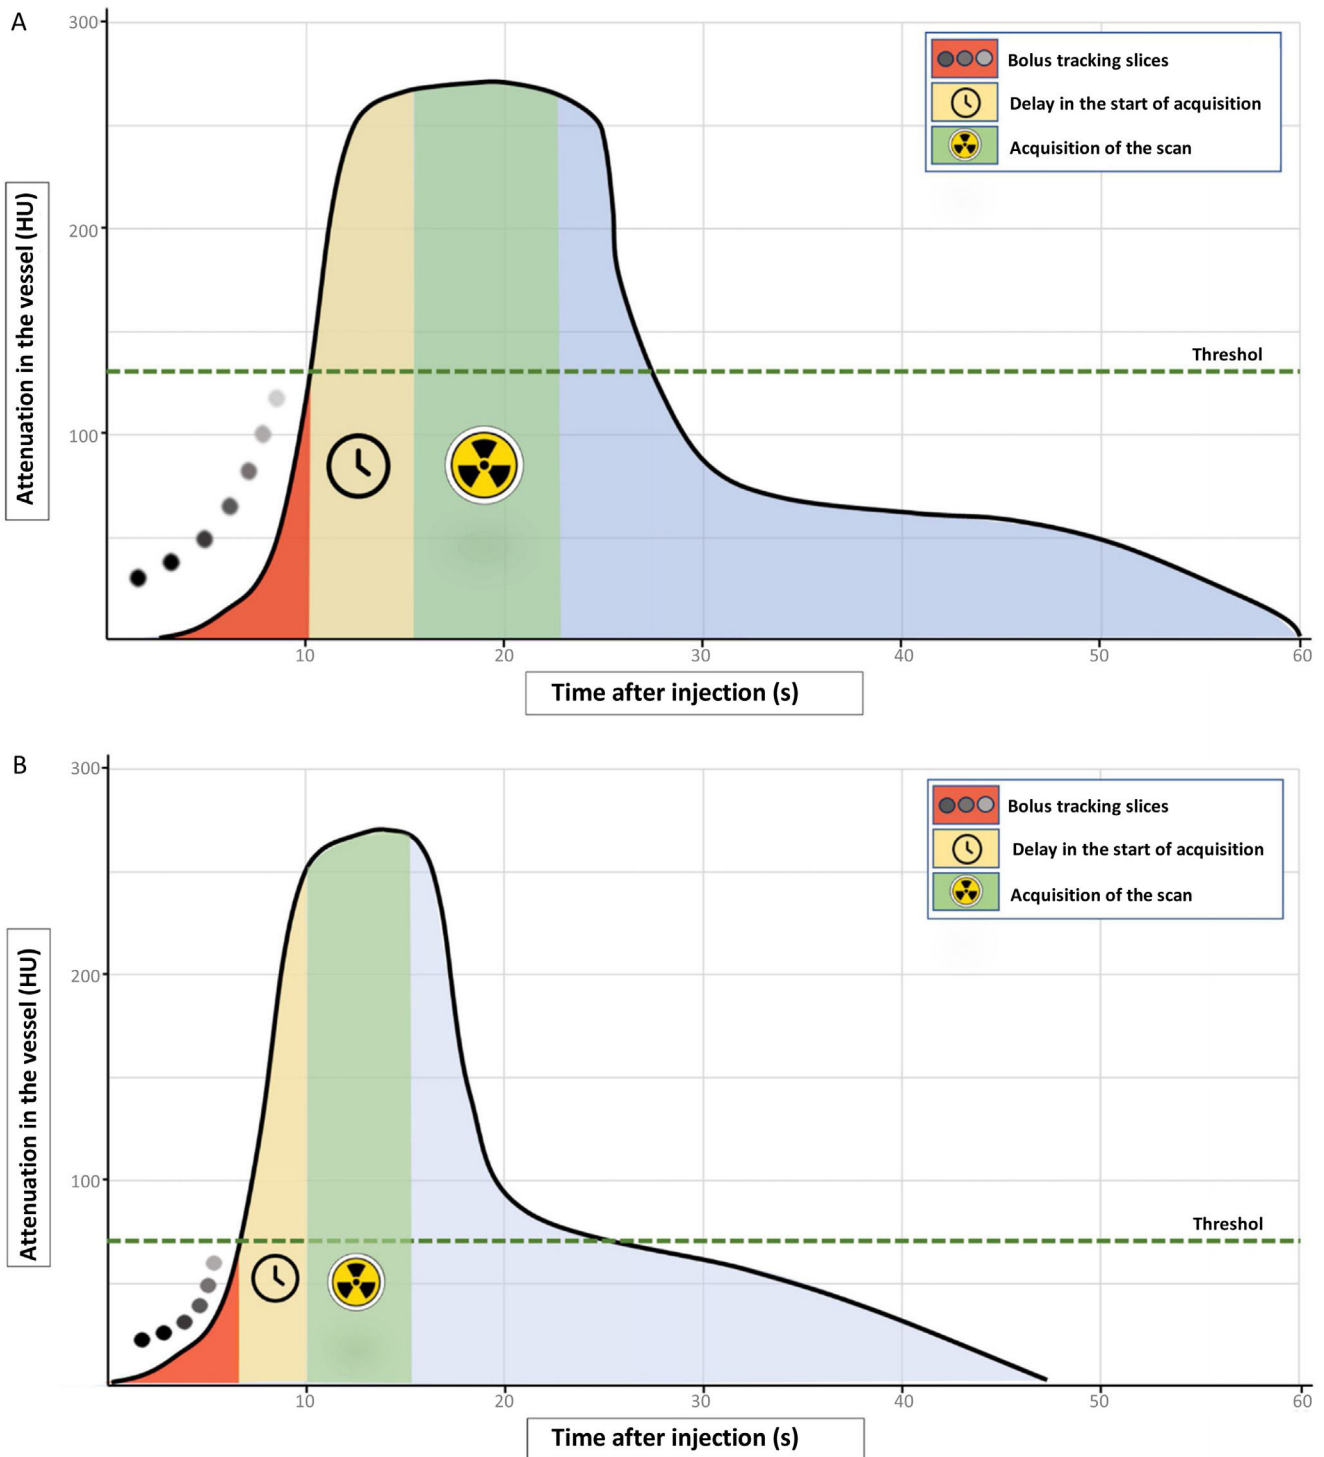 A
300
200
100
Attenuation in the vessel (HU)
Bolus tracking slices
Delay in the start of acquisition
Acquisition of the scan
Threshol
10 20 30 40 50 60
Time after injection (s)
B
300
200
100
Attenuation in the vessel (HU)
Bolus tracking slices
Delay in the start of acquisition
Acquisition of the scan
Threshol
10 20 30 40 50 60
Time after injection (s)